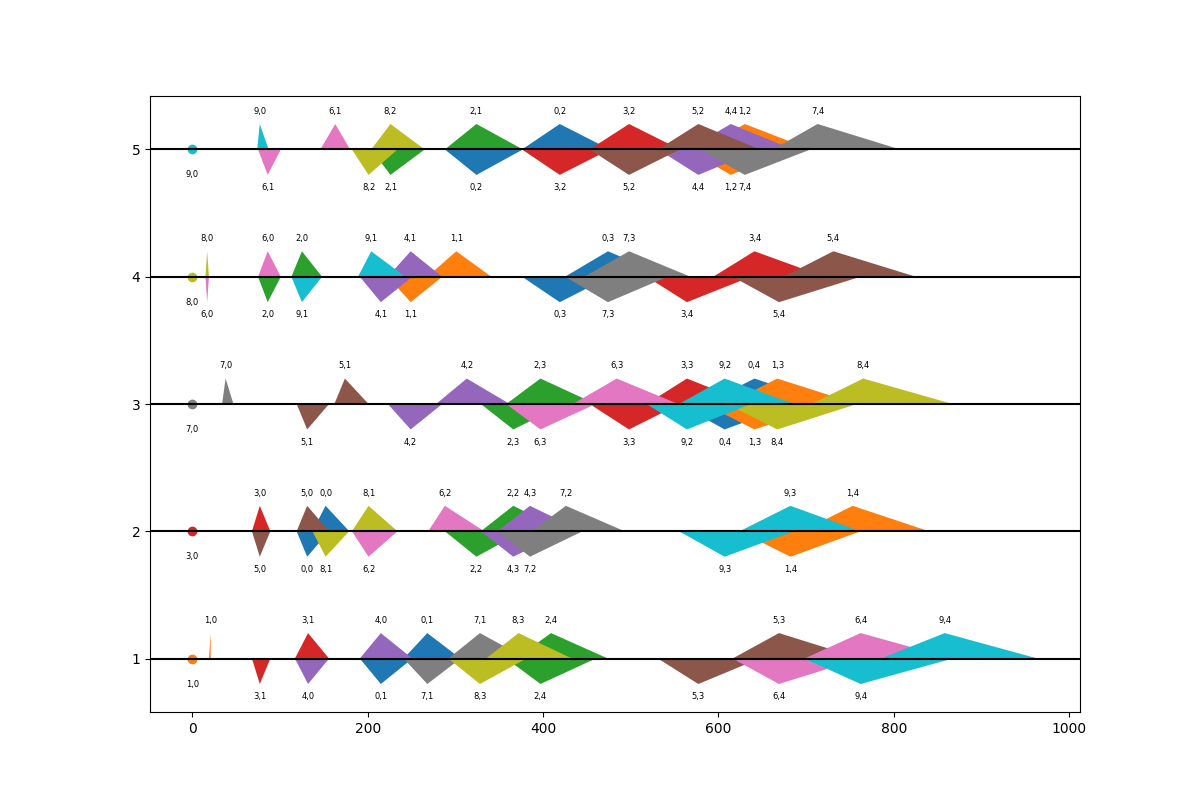 9,0 6,1 8,2 2,1 0,2 3,2 5,2 4,4 1,2 7,4
5
9,0 6,1 8,2 2,1 0,2 3,2 5,2 4,4 1,2 7,4
8,0 6,0 2,0 9,1 4,1 1,1 0,3 7,3 3,4 5,4
4
8,0 6,0 2,0 9,1 4,1 1,1 0,3 7,3 3,4 5,4
7,0 5,1 4,2 2,3 6,3 3,3 9,2 0,4 1,3 8,4
3
7,0 5,1 4,2 2,3 6,3 3,3 9,2 0,4 1,3 8,4
3,0 5,0 0,0 8,1 6,2 2,2 4,3 7,2 9,3 1,4
2
3,0 5,0 0,0 8,1 6,2 2,2 4,3 7,2 9,3 1,4
1,0 3,1 4,0 0,1 7,1 8,3 2,4 5,3 6,4 9,4
1
1,0 3,1 4,0 0,1 7,1 8,3 2,4 5,3 6,4 9,4
0 200 400 600 800 1000